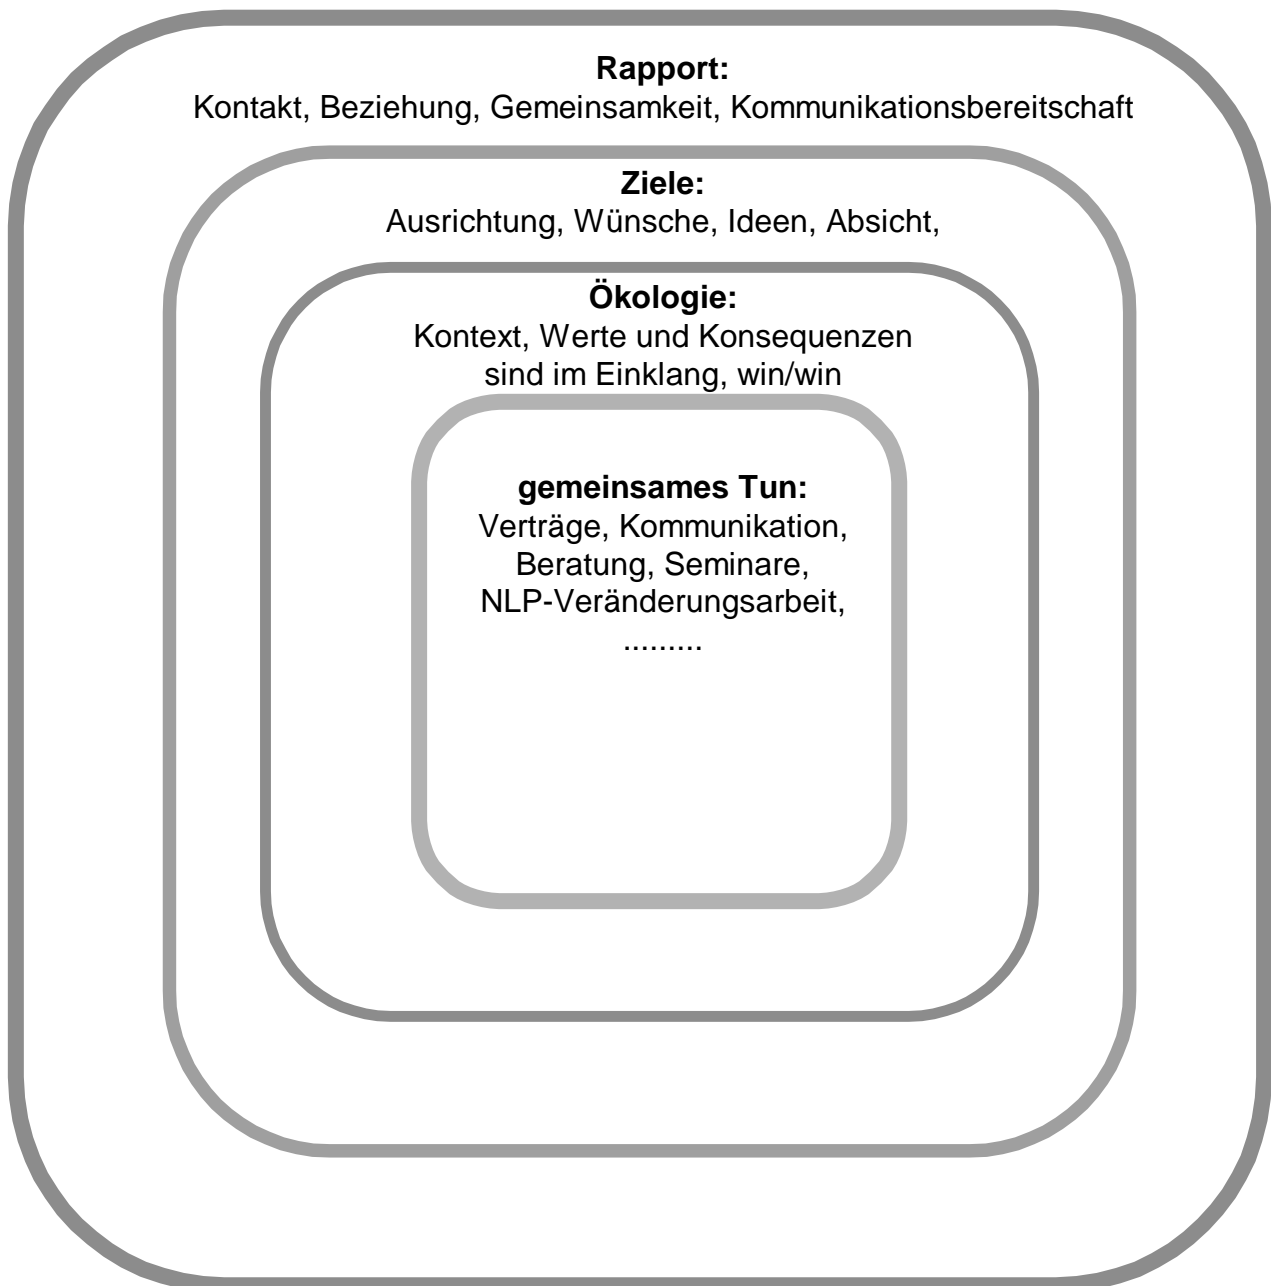 Rapport:
Kontakt, Beziehung, Gemeinsamkeit, Kommunikationsbereitschaft
Ziele:
Ausrichtung, Wünsche, Ideen, Absicht,
Ökologie:
Kontext, Werte und Konsequenzen
sind im Einklang, win/win
gemeinsames Tun:
Verträge, Kommunikation,
Beratung, Seminare,
NLP-Veränderungsarbeit,
.........